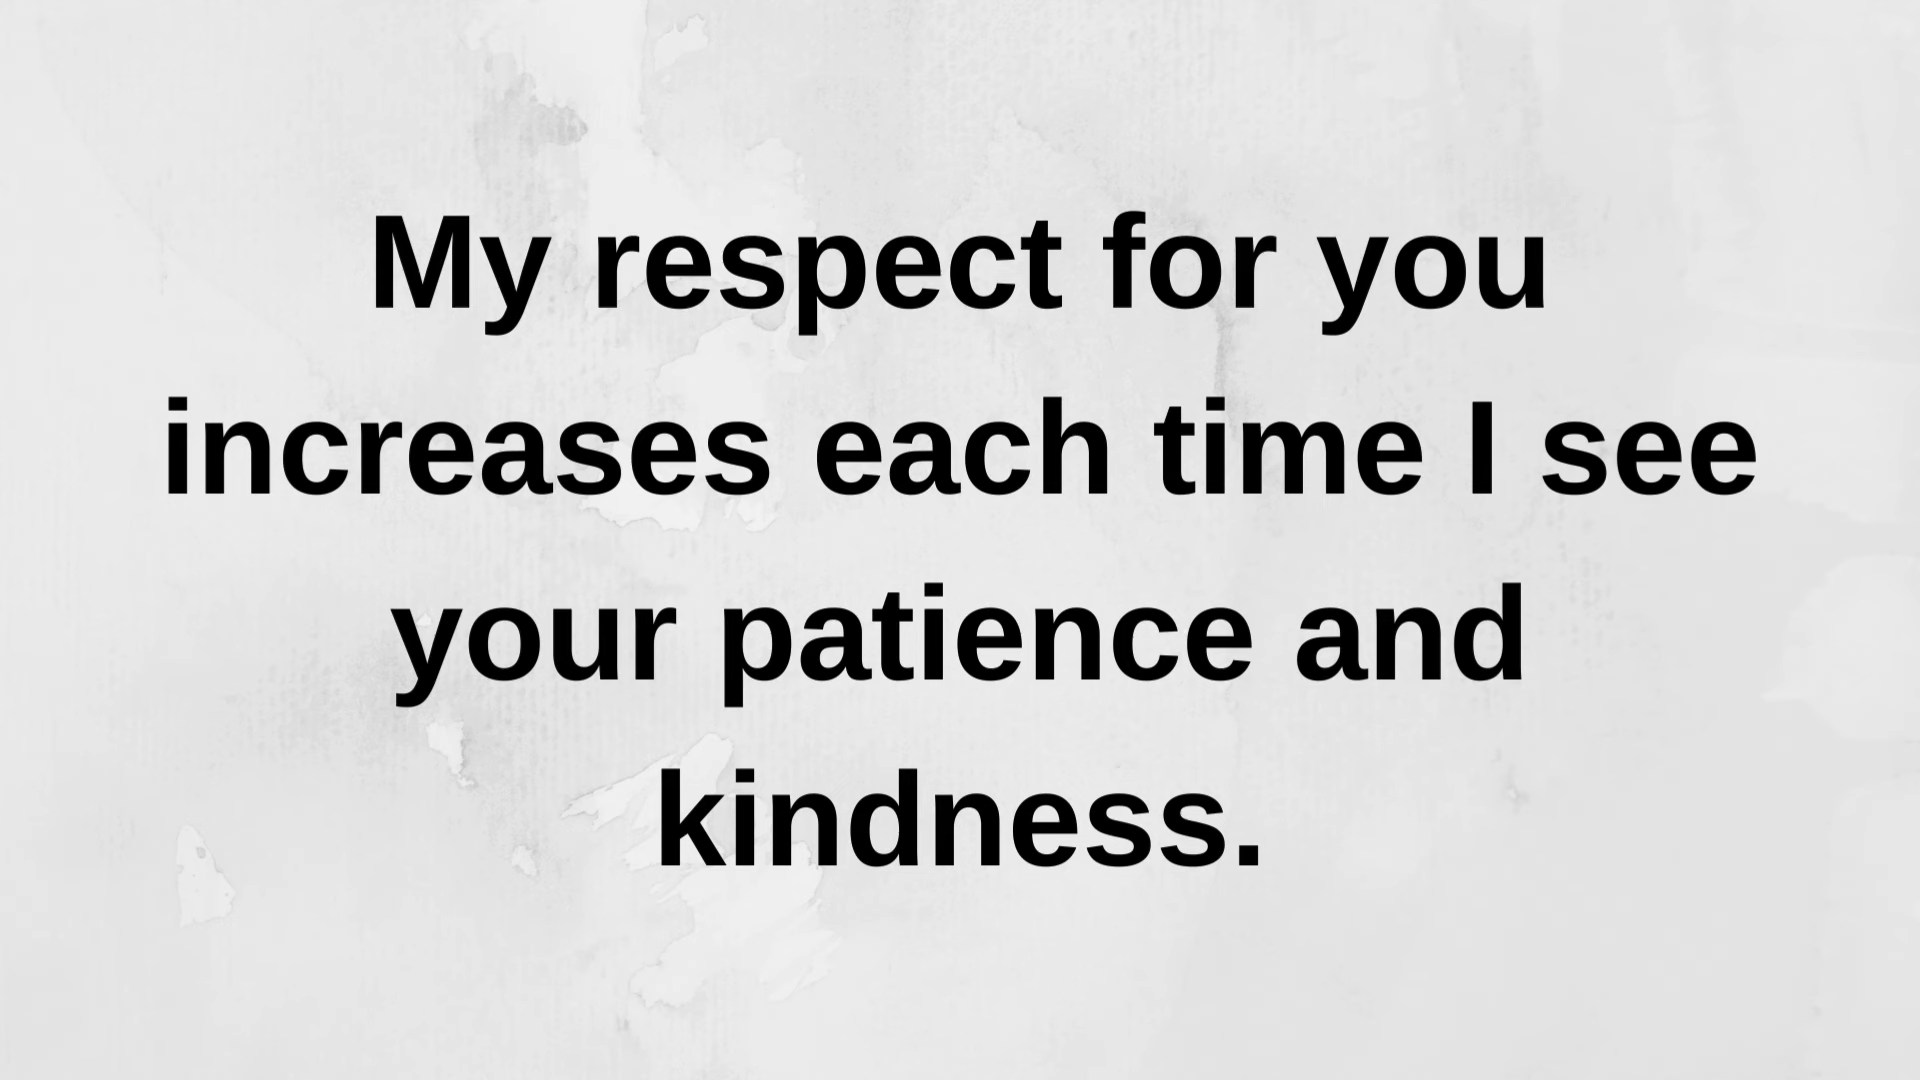 My respect for you
increases each time I see
your patience and
kindness.